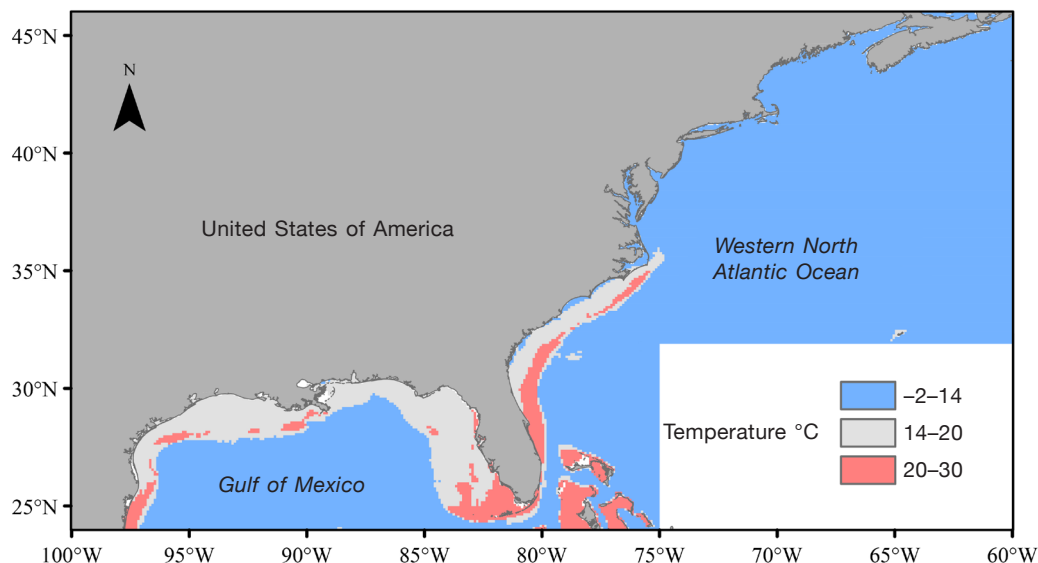 45°N
N
40°N
United States of America
Western North
Atlantic Ocean
35°N
30°N
–2–14
Temperature °C
14–20
20–30
Gulf of Mexico
25°N
100°W
95°W
90°W
85°W
80°W
75°W
70°W
65°W
60°W